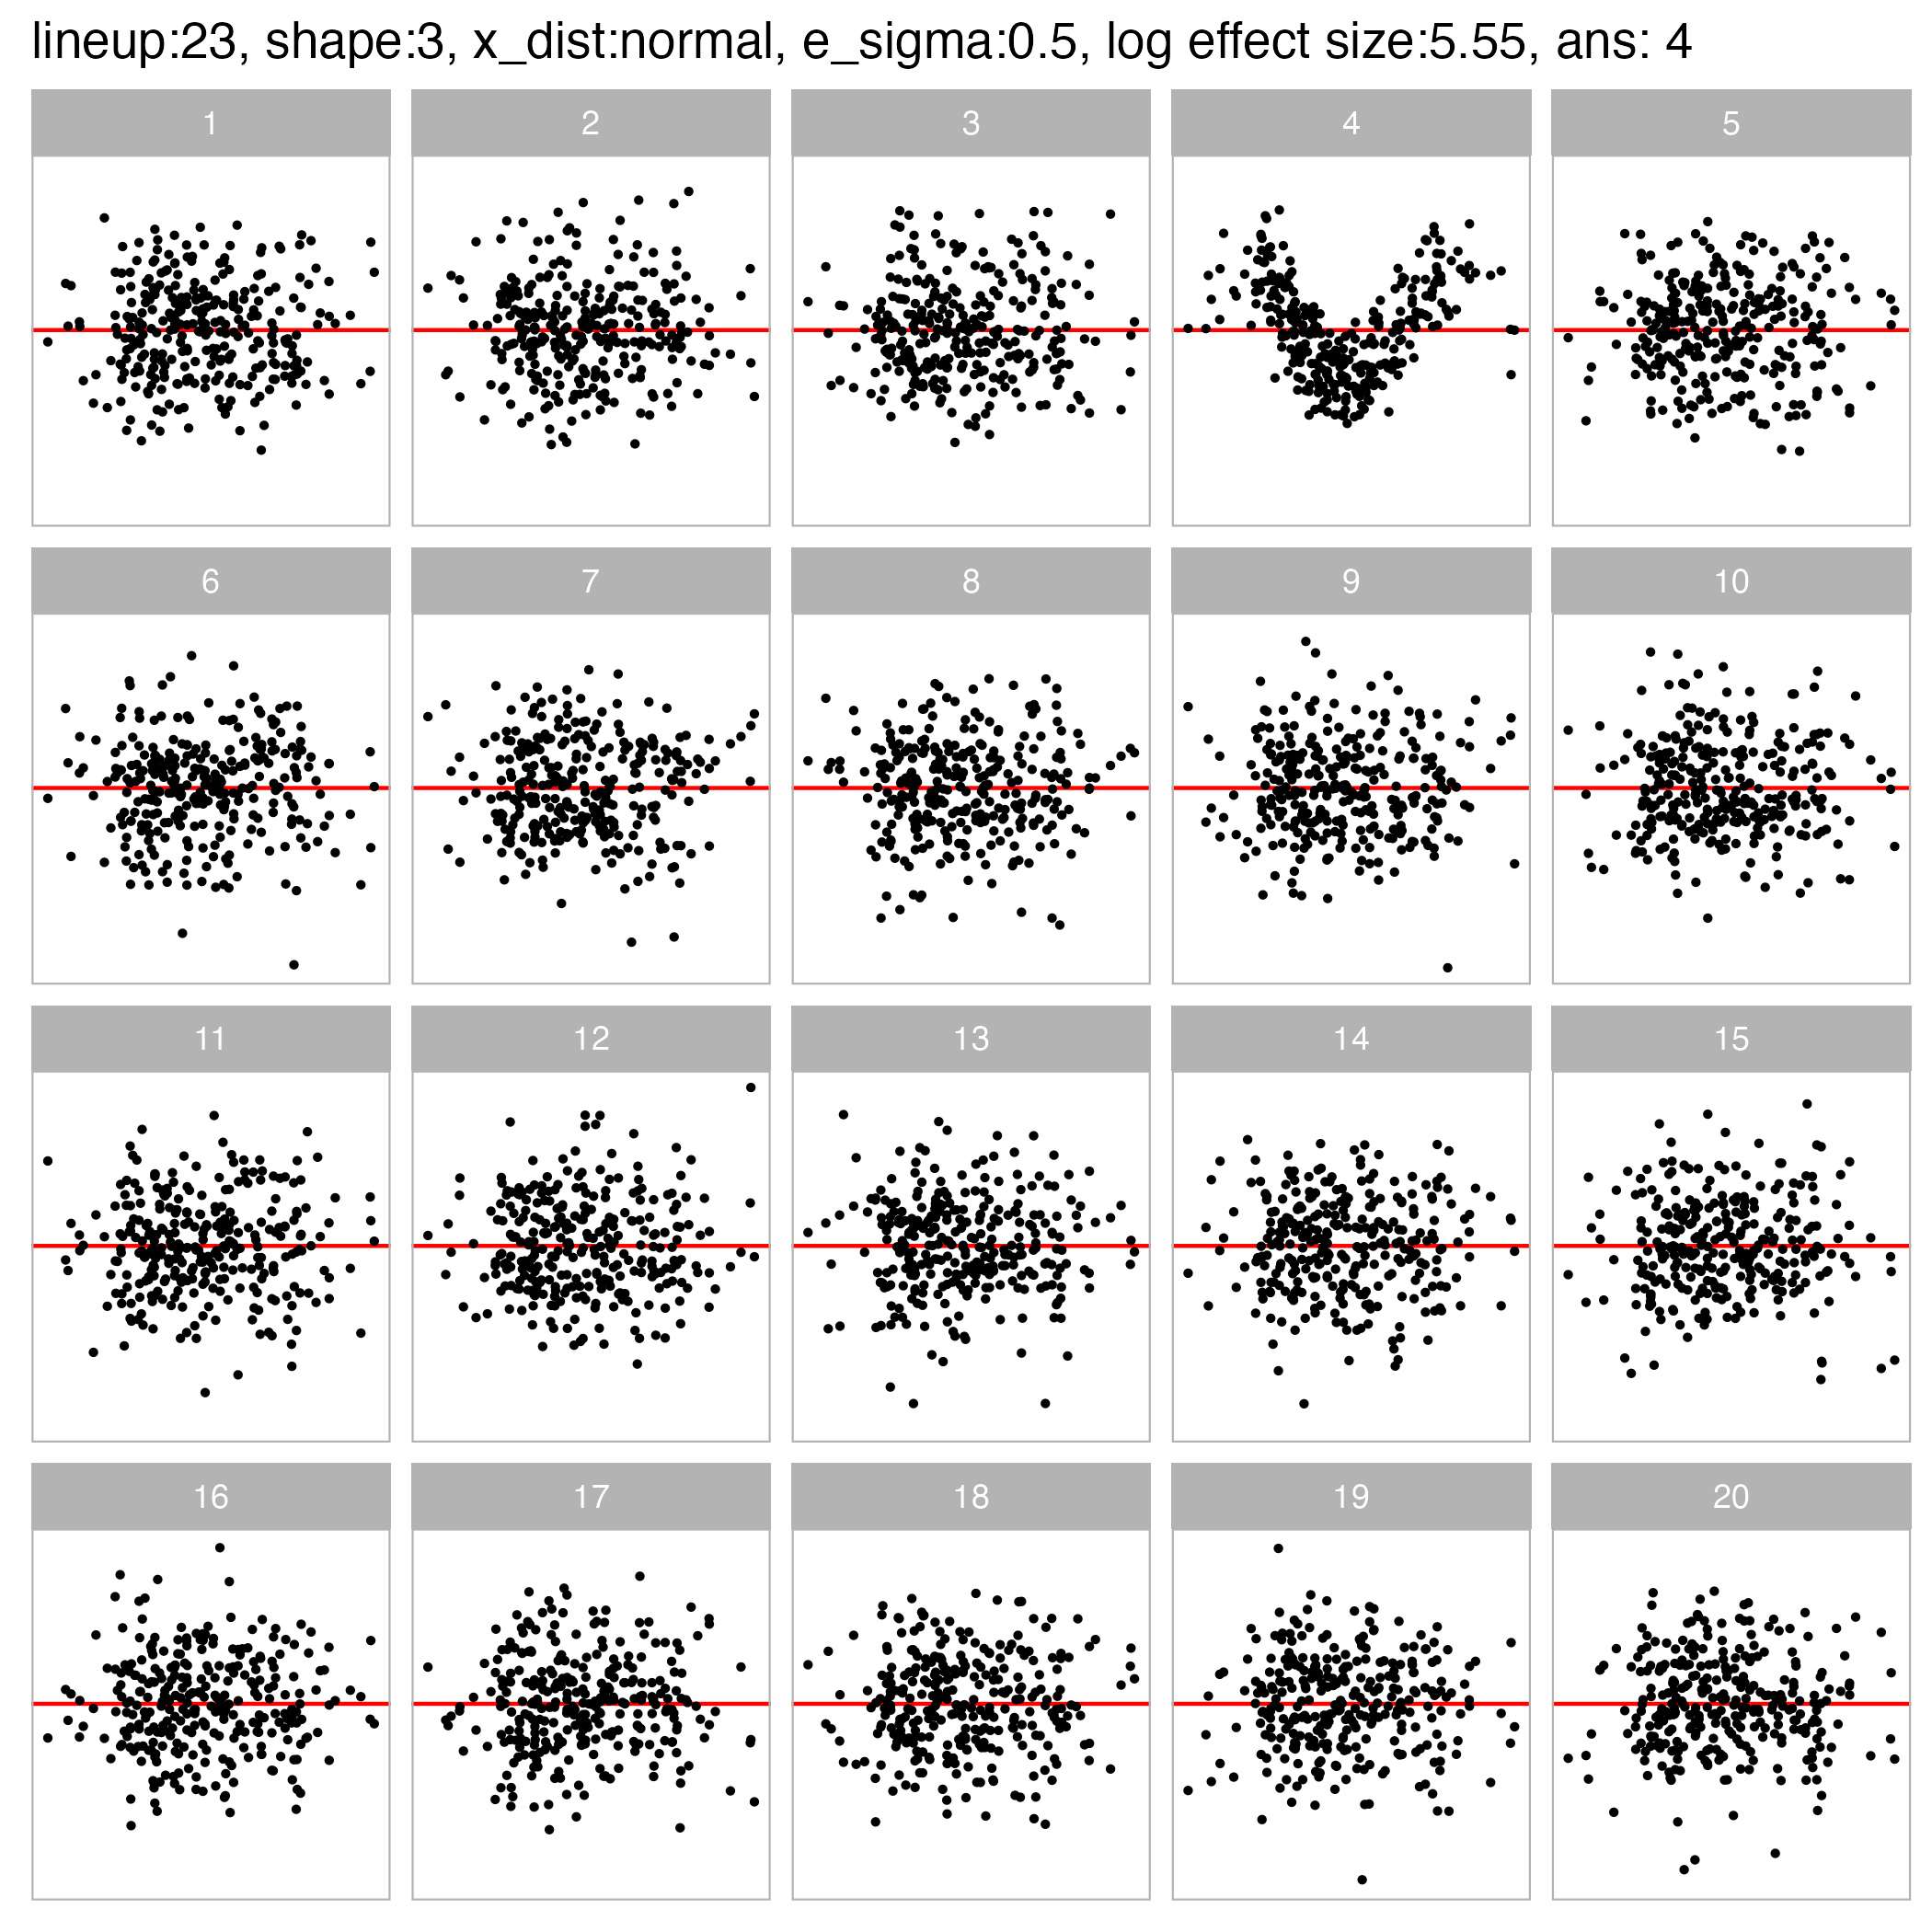 lineup:23, shape:3, x_dist:normal, e_sigma:0.5, log effect size:5.55, ans: 4
1 2 3 4 5
6 7 8 9 10
11 12 13 14 15
16 17 18 19 20